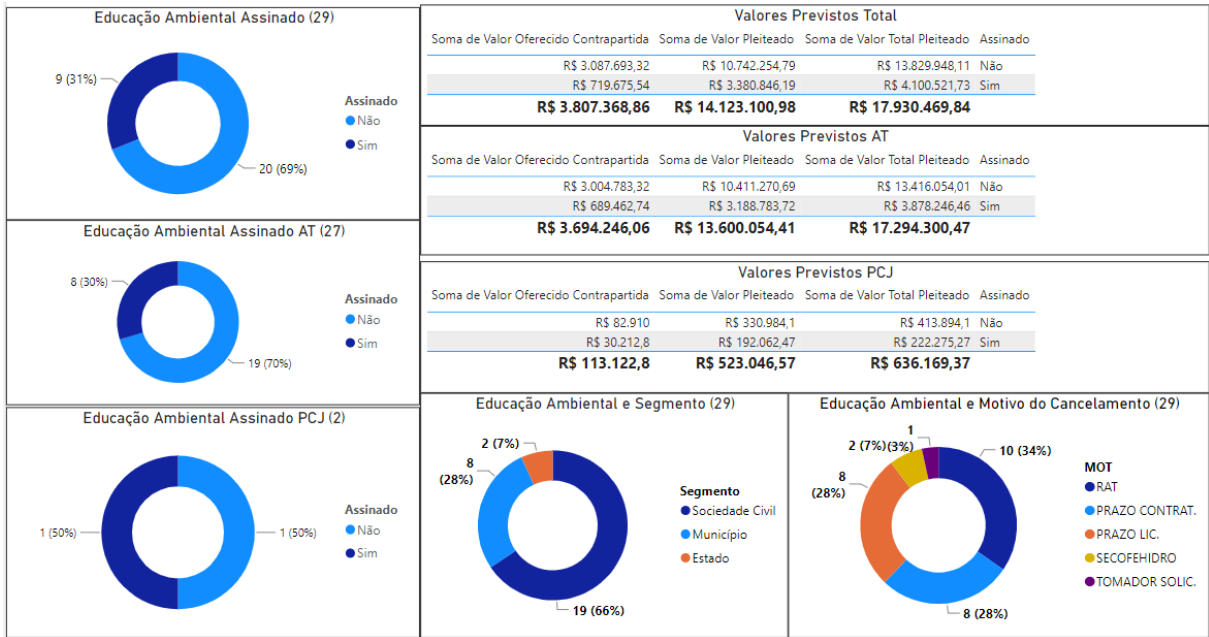 Educação Ambiental Assinado (29)
9 (31%)
20 (69%)
Assinado
Não
Sim
Educação Ambiental Assinado AT (27)
8 (30%)
19 (70%)
Assinado
Não
Sim
Educação Ambiental Assinado PCJ (2)
1 (50%)
1 (50%)
Assinado
Não
Sim
Valores Previstos Total
Soma de Valor Oferecido Contrapartida Soma de Valor Pleiteado Soma de Valor Total Pleiteado Assinado
R$ 3.087.693,32 R$ 10.742.254,79 R$ 13.829.948,11 Não
R$ 719.675,54 R$ 3.380.846,19 R$ 4.100.521,73 Sim
R$ 3.807.368,86 R$ 14.123.100,98 R$ 17.930.469,84
Valores Previstos AT
Soma de Valor Oferecido Contrapartida Soma de Valor Pleiteado Soma de Valor Total Pleiteado Assinado
R$ 3.004.783,32 R$ 10.411.270,69 R$ 13.416.054,01 Não
R$ 689.462,74 R$ 3.188.783,72 R$ 3.878.246,46 Sim
R$ 3.694.246,06 R$ 13.600.054,41 R$ 17.294.300,47
Valores Previstos PCJ
Soma de Valor Oferecido Contrapartida Soma de Valor Pleiteado Soma de Valor Total Pleiteado Assinado
R$ 82.910 R$ 330.984,1 R$ 413.894,1 Não
R$ 30.212,8 R$ 192.062,47 R$ 222.275,27 Sim
R$ 113.122,8 R$ 523.046,57 R$ 636.169,37
Educação Ambiental e Segmento (29)
2 (7%)
8
(28%)
19 (66%)
Segmento
Sociedade Civil
Município
Estado
Educação Ambiental e Motivo do Cancelamento (29)
1
(3%)
2 (7%)
8
(28%)
10 (34%)
8 (28%)
MOT
RAT
PRAZO CONTRAT.
PRAZO LIC.
SECOFEHIDRO
TOMADOR SOLIC.